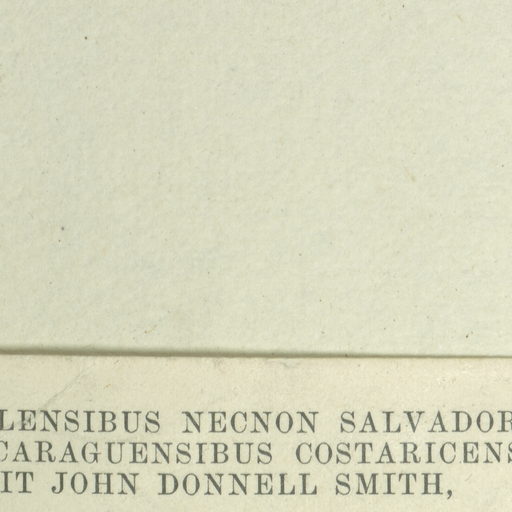 LENSIBUS NECNON SALVADOR
CARAGUENSIBUS COSTARICENS
IT JOHN DONNELL SMITH,